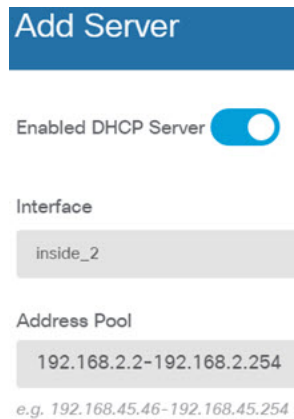 Add Server
Enabled DHCP Server
Interface
inside_2
Address Pool
192.168.2.2-192.168.2.254
e.g. 192.168.45.46-192.168.45.254